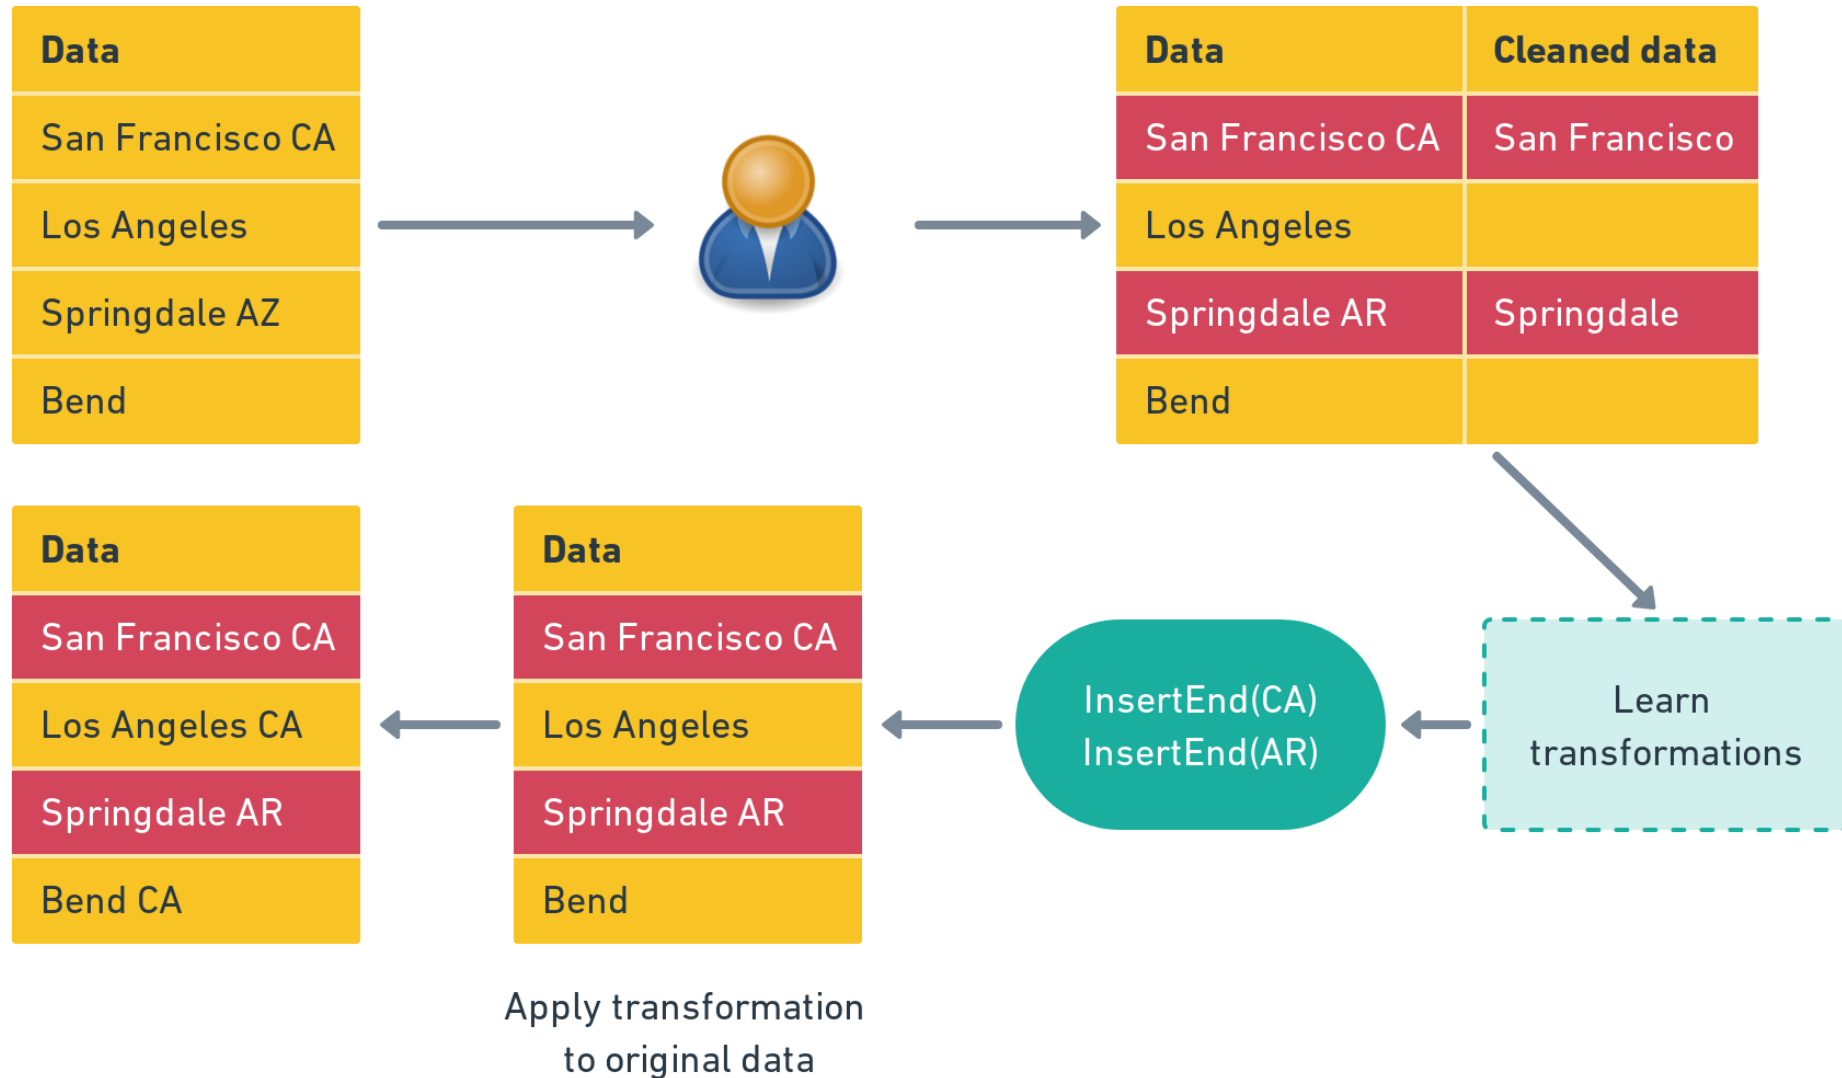 Data
San Francisco CA
Los Angeles
Springdale AZ
Bend
Data Cleaned data
San Francisco CA San Francisco
Los Angeles
Springdale AR Springdale
Bend
Learn
transformations
InsertEnd(CA)
InsertEnd(AR)
Data
San Francisco CA
Los Angeles
Springdale AR
Bend
Apply transformation
to original data
Data
San Francisco CA
Los Angeles CA
Springdale AR
Bend CA